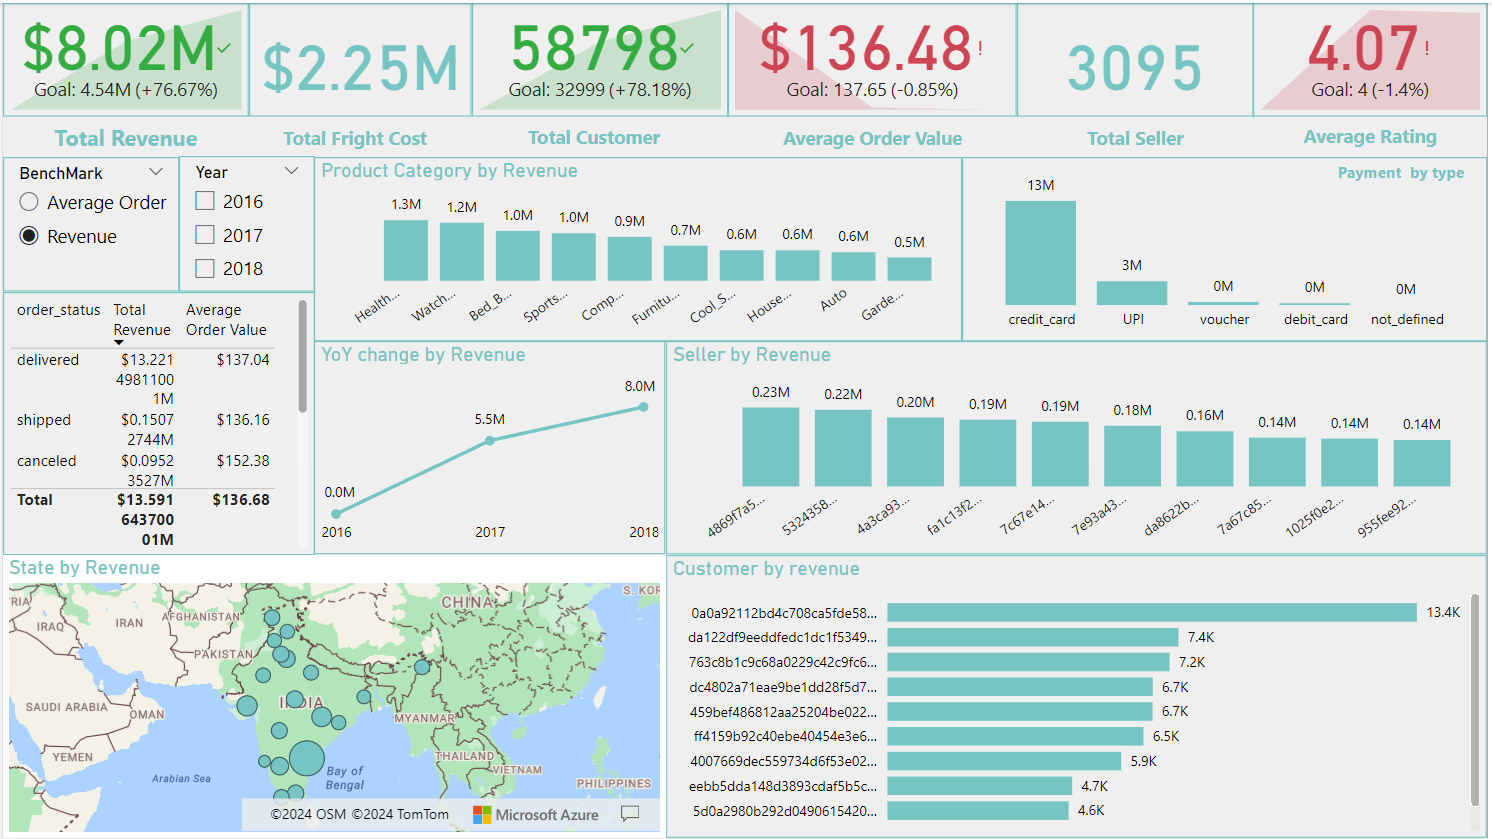 $8.02M
Goal: 4.54M (+76.67%)
$2.25M
58798
Goal: 32999 (+78.18%)
$136.48!
Goal: 137.65 (-0.85%)
3095
4.07!
Goal: 4 (-1.4%)
Total Revenue
Total Fright Cost
Total Customer
Average Order Value
Total Seller
Average Rating
BenchMark
Average Order
Revenue
Year
2016
2017
2018
Product Category by Revenue
1.3M 1.2M 1.0M 1.0M 0.9M 0.7M 0.6M 0.6M 0.6M 0.5M
Health... Watch... Bed_B... Sports... Comp... Furnitu... Cool_S... House... Auto Garde...
Payment by type
13M 3M 0M 0M 0M
credit_card UPI voucher debit_card not_defined
order_status Total Revenue Average Order Value
delivered $13.221 $137.04
4981100
1M
shipped $0.1507 $136.16
2744M
canceled $0.0952 $152.38
3527M
Total $13.591 $136.68
643700
01M
YoY change by Revenue
0.0M 5.5M 8.0M
2016 2017 2018
Seller by Revenue
0.23M 0.22M 0.20M 0.19M 0.19M 0.18M 0.16M 0.14M 0.14M 0.14M
4869f7a5... 5324358... 4a3ca93... fa1c13f2... 7c67e14... 7e93a43... da8622b... 7a67c85... 1025f0e2... 955fee92...
State by Revenue
IRAQ
IRAN
AFGHANISTAN
PAKISTAN
CHINA
S. KOR
SAUDI ARABIA
OMAN
YEMEN
INDIA
MYANMAR
THAILAND
VIETNAM
PHILIPPINES
Arabian Sea
Bay of
Bengal
©2024 OSM ©2024 TomTom
Microsoft Azure
Customer by revenue
0a0a92112bd4c708ca5fde58... 13.4K
da122df9eeddfedc1dc1f5349... 7.4K
763c8b1c9c68a0229c42c9fc6... 7.2K
dc4802a71eae9be1dd28f5d7... 6.7K
459bef486812aa25204be022... 6.7K
ff4159b92c40ebe40454e3e6... 6.5K
4007669dec559734d6f53e02... 5.9K
eebb5dda148d3893cdaf5b5c... 4.7K
5d0a2980b292d0490615420... 4.6K